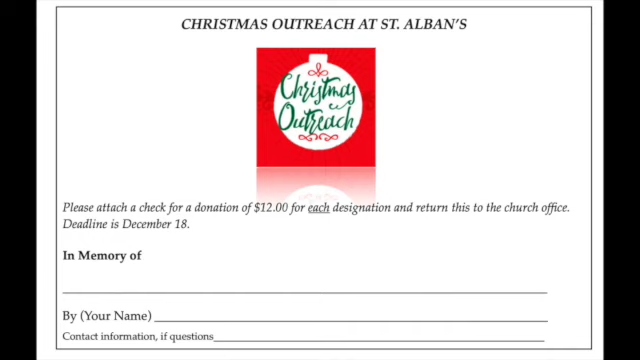 CHRISTMAS OUTREACH AT ST. ALBAN'S
Christmas
Outreach
Please attach a check for a donation of $12.00 for each designation and return this to the church office.
Deadline is December 18.
In Memory of
By (Your Name)
Contact information, if questions